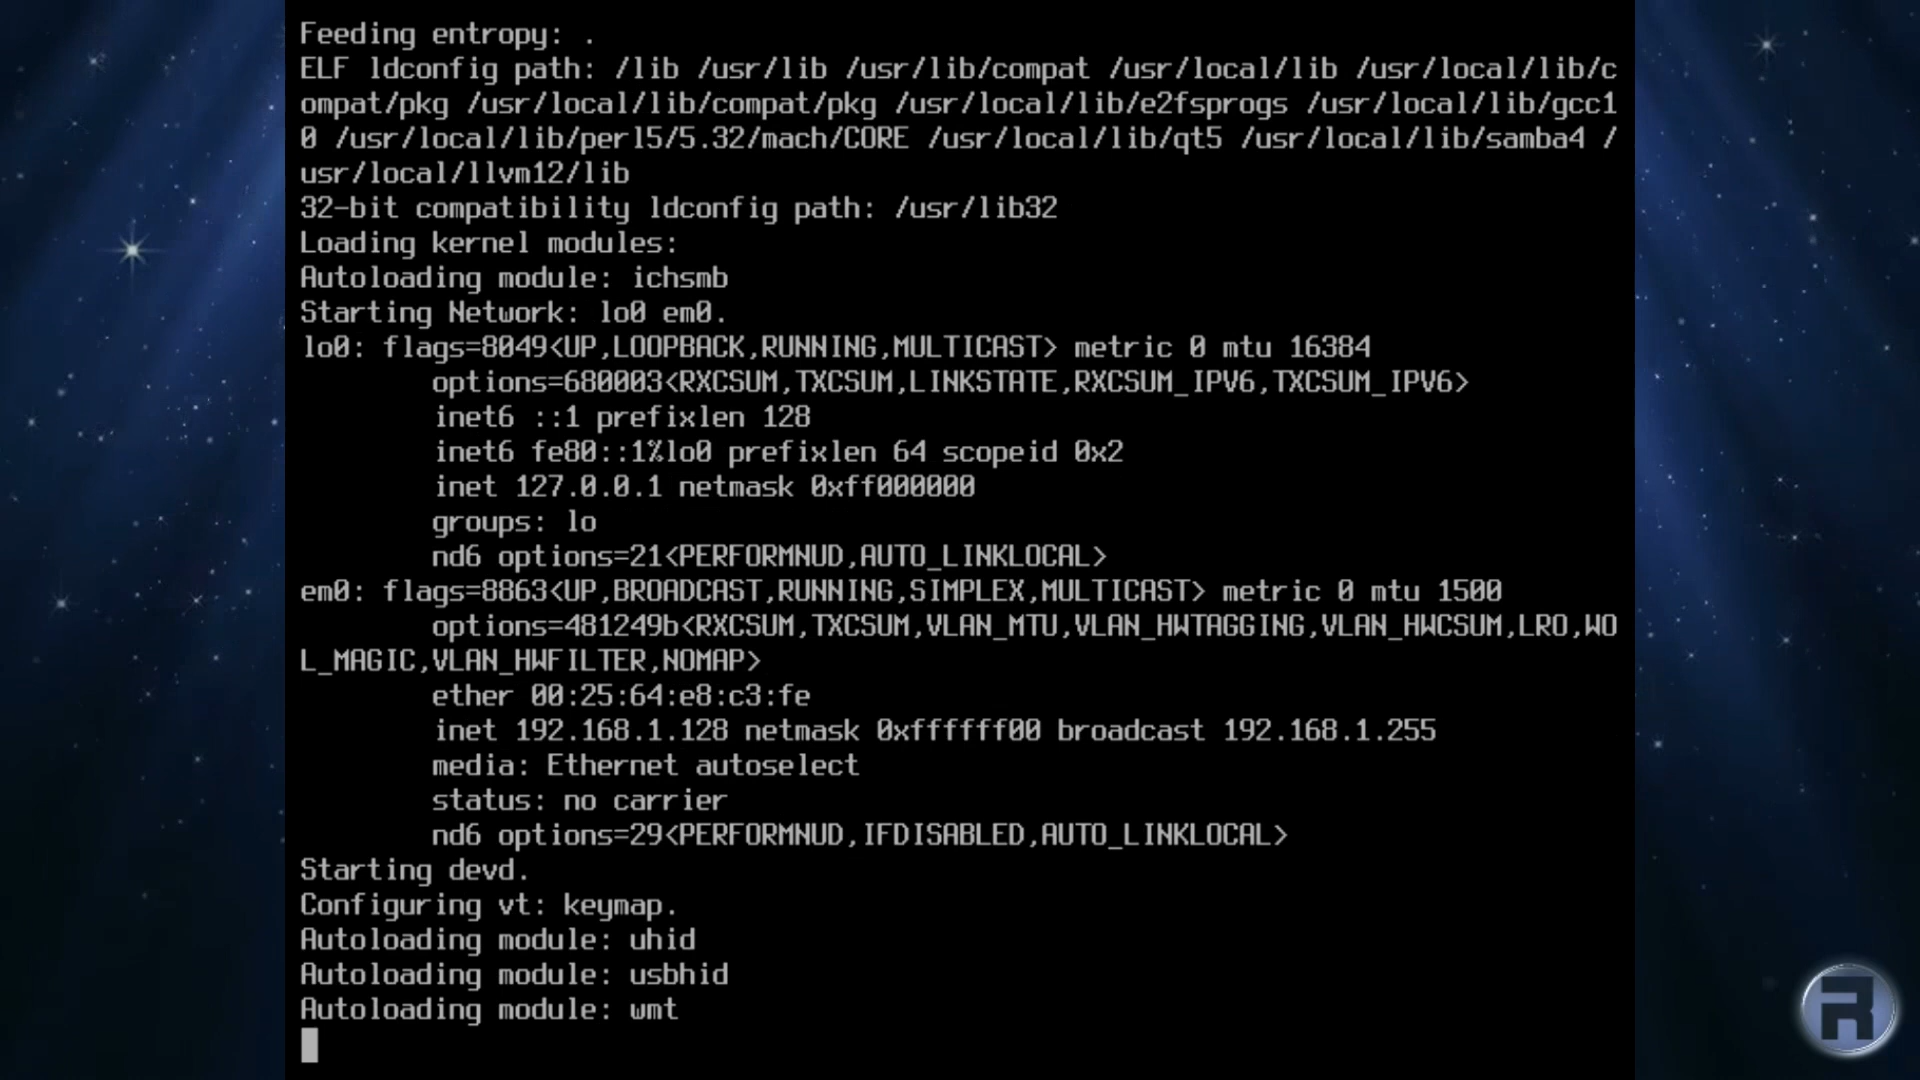 Feeding entropy: .
ELF ldconfig path: /lib /usr/lib /usr/lib/compat /usr/local/lib /usr/local/lib/c
ompat/pkg /usr/local/lib/compat/pkg /usr/local/lib/e2fsprogs /usr/local/lib/gcc1
0 /usr/local/lib/perl5/5.32/mach/CORE /usr/local/lib/qt5 /usr/local/lib/samba4 /
usr/local/llvm12/lib
32-bit compatibility ldconfig path: /usr/lib32
Loading kernel modules:
Autoloading module: ichsmb
Starting Network: lo0 em0.
lo0: flags=8049<UP,LOOPBACK,RUNNING,MULTICAST> metric 0 mtu 16384
options=680003<RXCSUM,TXCSUM,LINKSTATE,RXCSUM_IPV6,TXCSUM_IPV6>
inet6 ::1 prefixlen 128
inet6 fe80::1%lo0 prefixlen 64 scopeid 0x2
inet 127.0.0.1 netmask 0xff000000
groups: lo
nd6 options=21<PERFORMNUD,AUTO_LINKLOCAL>
em0: flags=8863<UP,BROADCAST,RUNNING,SIMPLEX,MULTICAST> metric 0 mtu 1500
options=481249b<RXCSUM,TXCSUM,VLAN_MTU,VLAN_HWTAGGING,VLAN_HWCSUM,LRO,WO
L_MAGIC,VLAN_HWFILTER,NOMAP>
ether 00:25:64:e8:c3:fe
inet 192.168.1.128 netmask 0xffffff00 broadcast 192.168.1.255
media: Ethernet autoselect
status: no carrier
nd6 options=29<PERFORMNUD,IFDISABLED,AUTO_LINKLOCAL>
Starting devd.
Configuring vt: keymap.
Autoloading module: uhid
Autoloading module: usbhid
Autoloading module: wmt
R